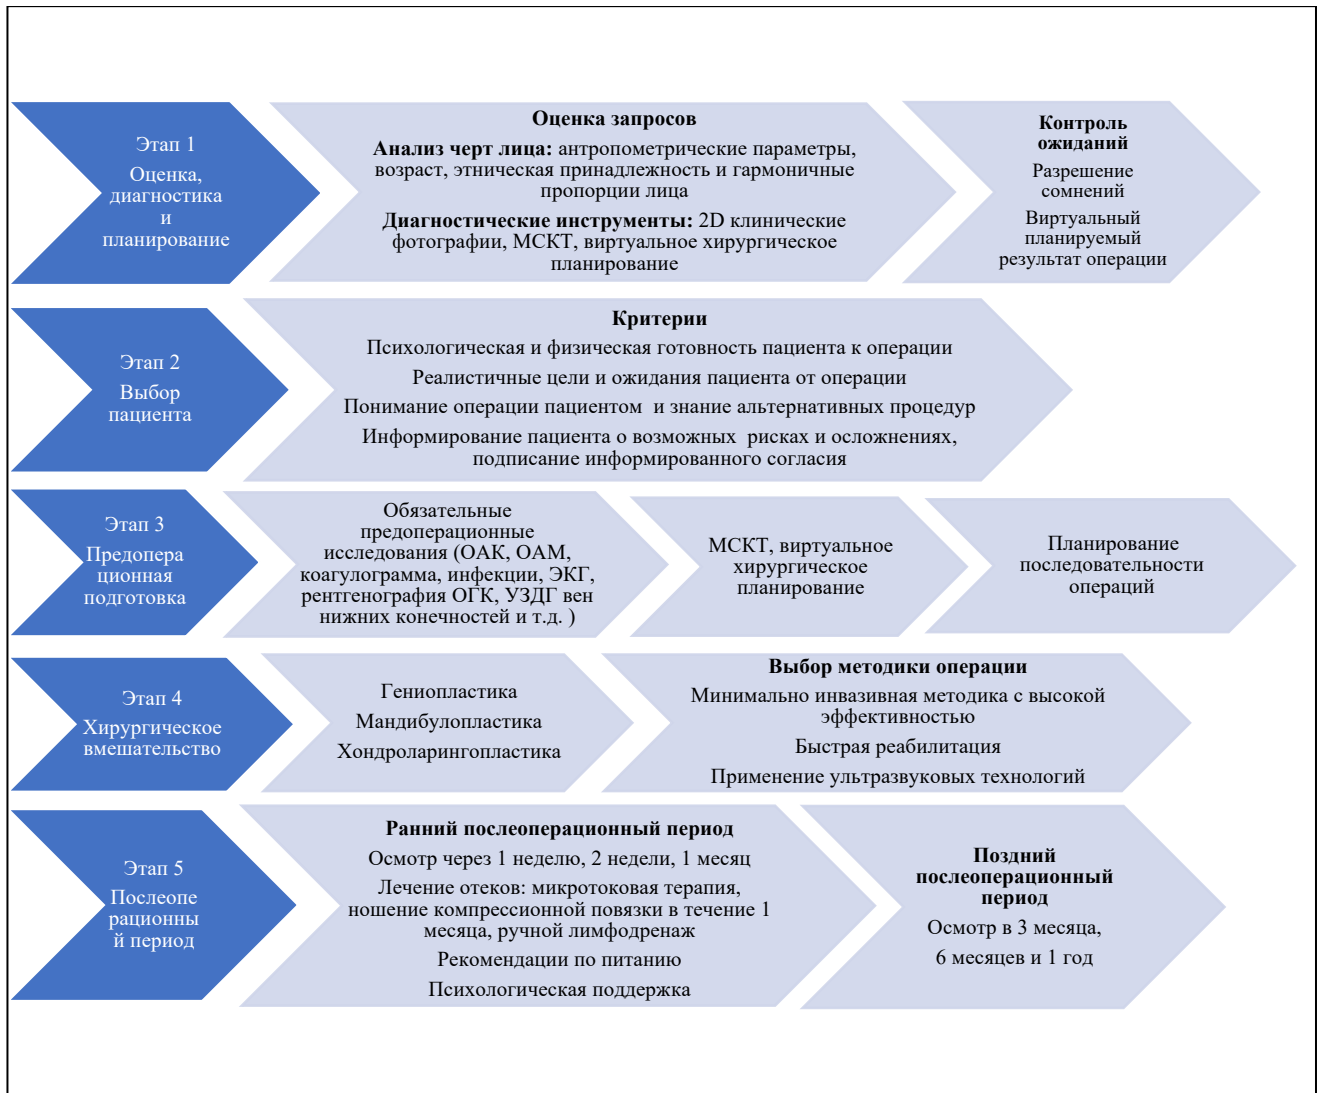 Этап 1
Оценка,
диагностика
и
планирование
Оценка запросов
Анализ черт лица: антропометрические параметры,
возраст, этническая принадлежность и гармоничные
пропорции лица
Диагностические инструменты: 2D клинические
фотографии, МСКТ, виртуальное хирургическое
планирование
Контроль
ожиданий
Разрешение
сомнений
Виртуальный
планируемый
результат операции
Этап 2
Выбор
пациента
Критерии
Психологическая и физическая готовность пациента к операции
Реалистичные цели и ожидания пациента от операции
Понимание операции пациентом и знание альтернативных процедур
Информирование пациента о возможных рисках и осложнениях,
подписание информированного согласия
Этап 3
Предопера
ционная
подготовка
Обязательные
предоперационные
исследования (ОАК, ОАМ,
коагулограмма, инфекции, ЭКГ,
рентгенография ОГК, УЗДГ вен
нижних конечностей и т.д. )
МСКТ, виртуальное
хирургическое
планирование
Планирование
последовательности
операций
Этап 4
Хирургическое
вмешательство
Гениопластика
Мандибулопластика
Хондроларингопластика
Выбор методики операции
Минимально инвазивная методика с высокой
эффективностью
Быстрая реабилитация
Применение ультразвуковых технологий
Этап 5
Послеопе
рационны
й период
Ранний послеоперационный период
Осмотр через 1 неделю, 2 недели, 1 месяц
Лечение отеков: микротоковая терапия,
ношение компрессионной повязки в течение 1
месяца, ручной лимфодренаж
Рекомендации по питанию
Психологическая поддержка
Поздний
послеоперационный
период
Осмотр в 3 месяца,
6 месяцев и 1 год